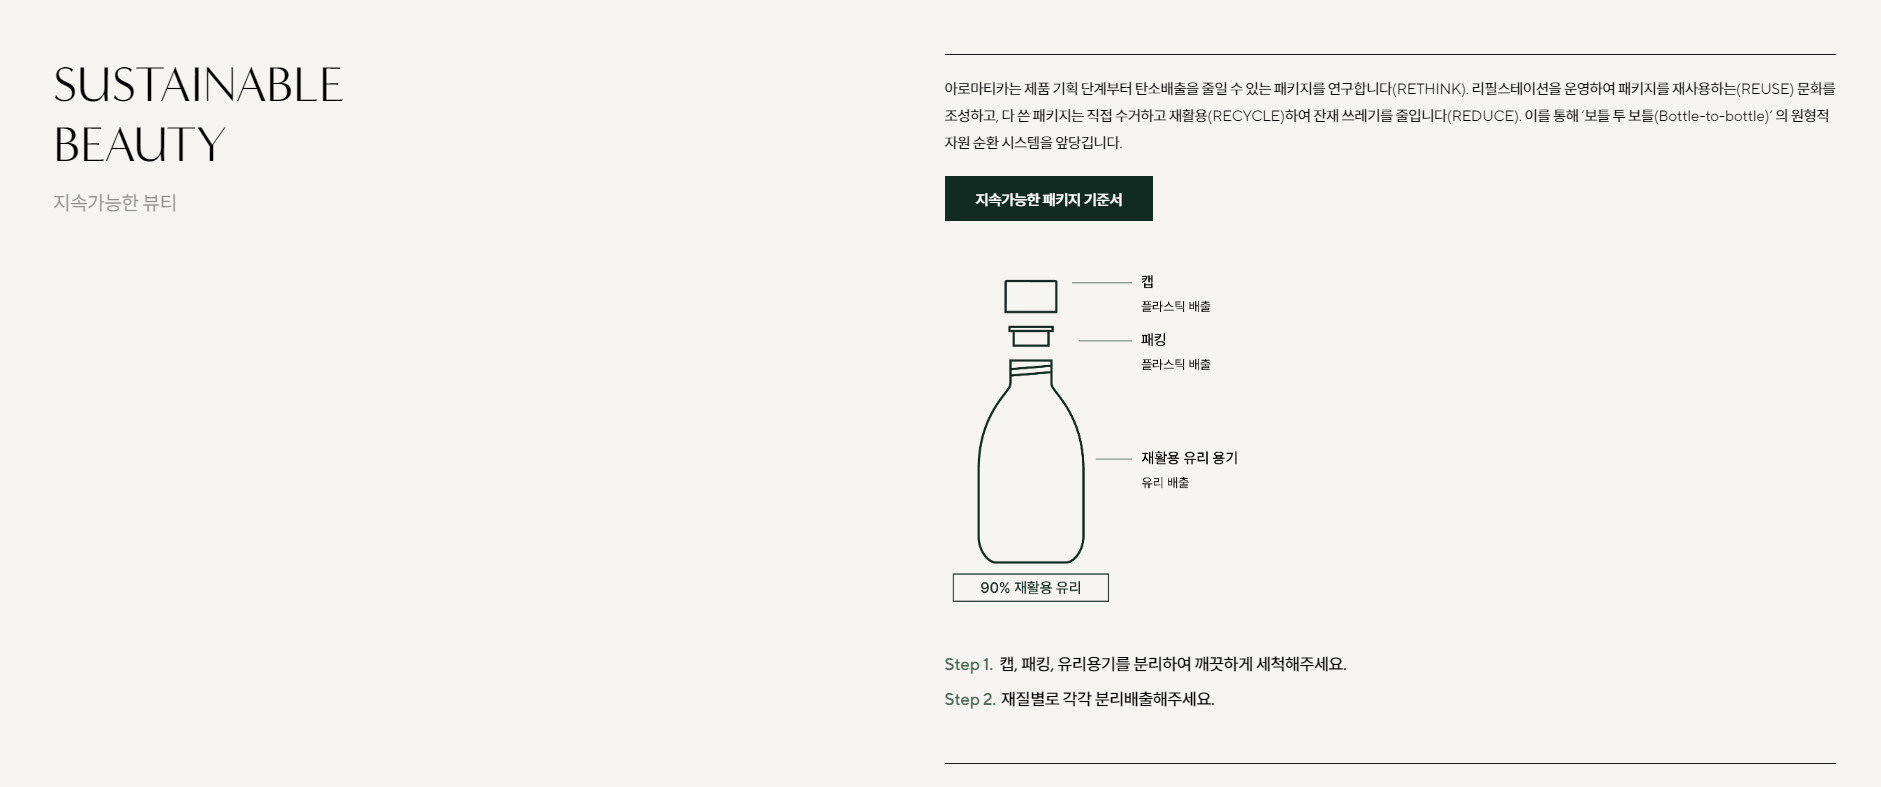 SUSTAINABLE
BEAUTY
지속가능한 뷰티
아로마티카는 제품 기획 단계부터 탄소배출을 줄일 수 있는 패키지를 연구합니다(RETHINK). 리필스테이션을 운영하여 패키지를 재사용하는(REUSE) 문화를
조성하고, 다 쓴 패키지는 직접 수거하고 재활용(RECYCLE)하여 잔재 쓰레기를 줄입니다(REDUCE). 이를 통해 ‘보틀 투 보틀(Bottle-to-bottle)’ 의 원형적
자원 순환 시스템을 앞당깁니다.
지속가능한 패키지 기준서
캡
플라스틱 배출
패킹
플라스틱 배출
재활용 유리 용기
유리 배출
90% 재활용 유리
Step 1. 캡, 패킹, 유리용기를 분리하여 깨끗하게 세척해주세요.
Step 2. 재질별로 각각 분리배출해주세요.